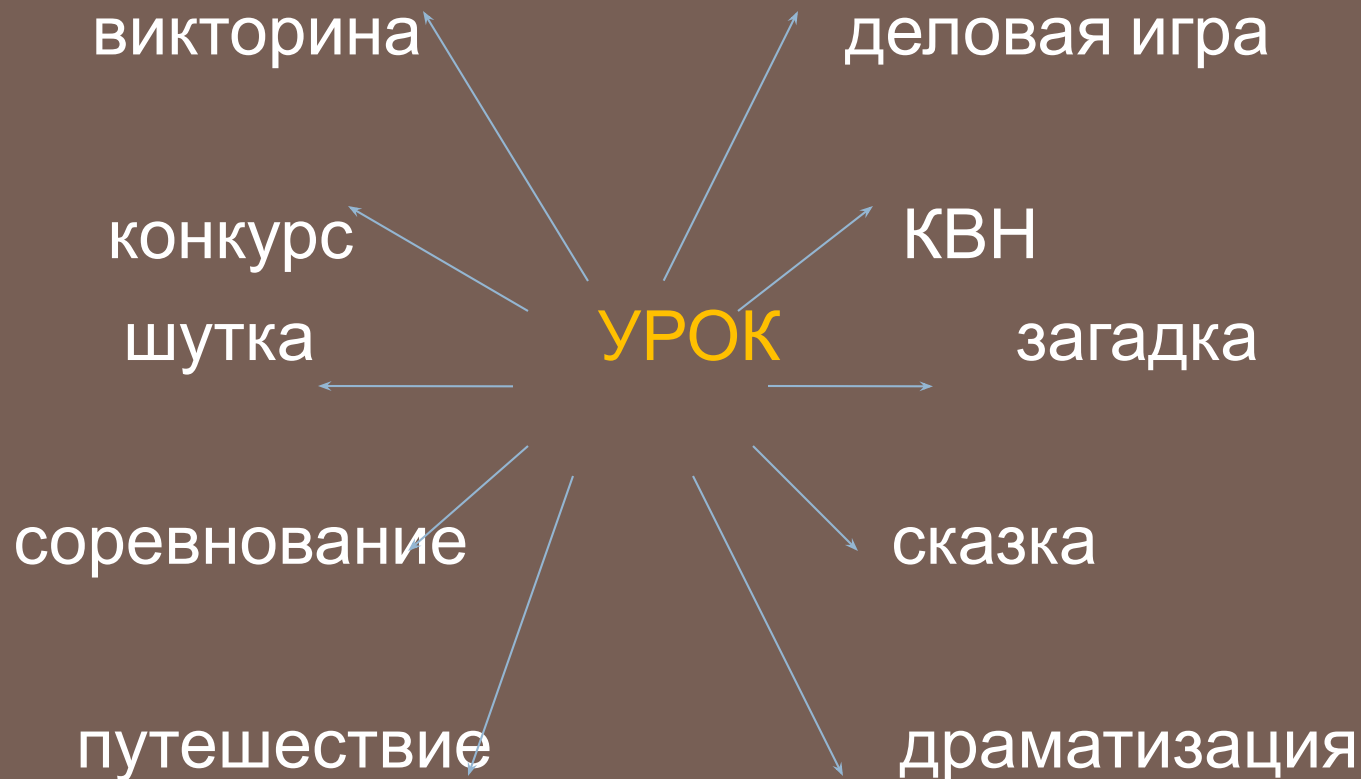 викторина деловая игра
конкурс КВН
шутка УРОК загадка
соревнование сказка
путешествие драматизация